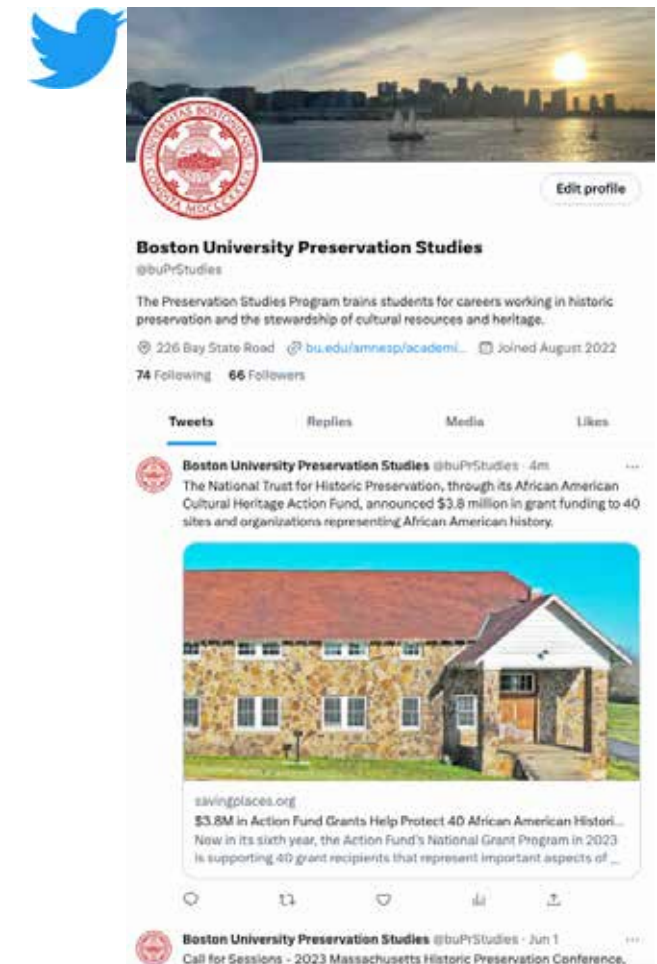 UNIVERSITAS BOSTONIENSIS
CONDITA MDCCCXXXIX
Edit profile
Boston University Preservation Studies
@buPrStudies
The Preservation Studies Program trains students for careers working in historic
preservation and the stewardship of cultural resources and heritage.
226 Bay State Road bu.edu/amnesp/academi... Joined August 2022
74 Following 66 Followers
Tweets Replies Media Likes
Boston University Preservation Studies @buPrStudies · 4m
The National Trust for Historic Preservation, through its African American
Cultural Heritage Action Fund, announced $3.8 million in grant funding to 40
sites and organizations representing African American history.
savingplaces.org
$3.8M in Action Fund Grants Help Protect 40 African American Histori...
Now in its sixth year, the Action Fund's National Grant Program in 2023
is supporting 40 grant recipients that represent important aspects of ...
Boston University Preservation Studies @buPrStudies · Jun 1
Call for Sessions - 2023 Massachusetts Historic Preservation Conference,